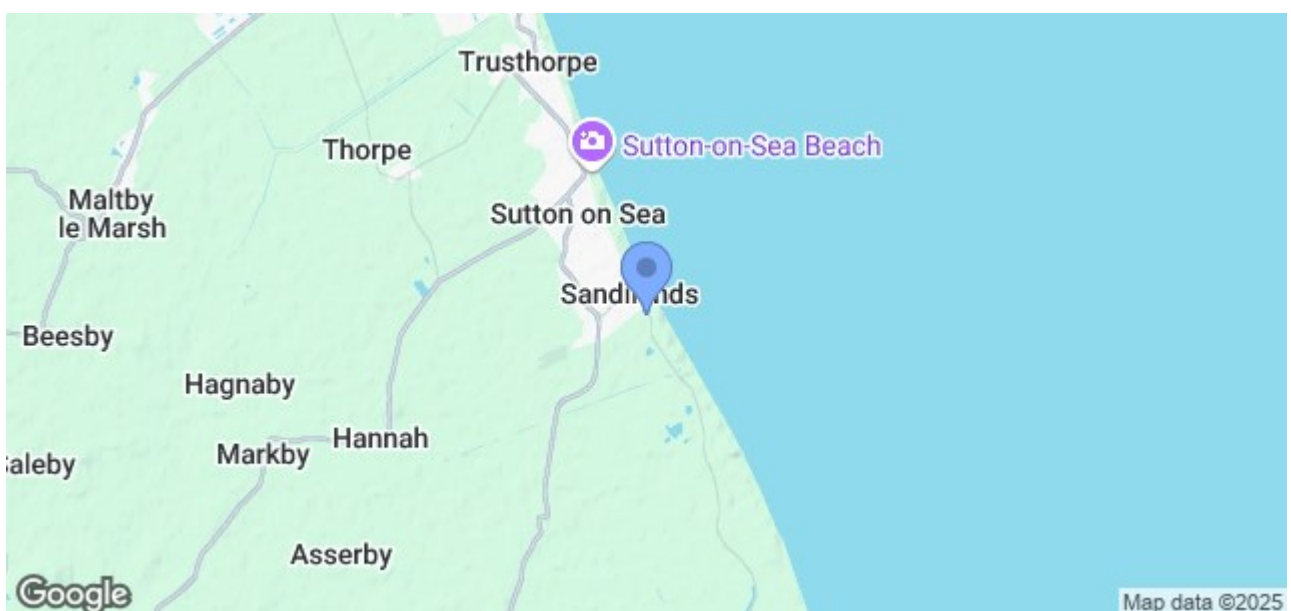 Trusthorpe
Sutton-on-Sea Beach
Thorpe
Maltby
le Marsh
Sutton on Sea
Beesby
Hagnaby
Hannah
Markby
Asserby
Google
Map data ©2025